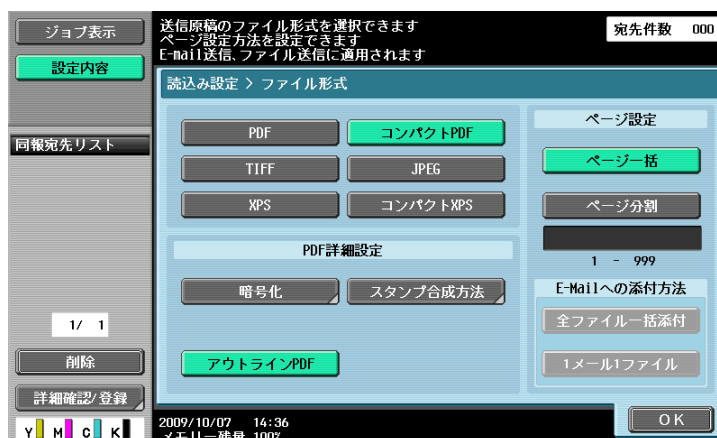 ジョブ表示
設定内容
同報宛先リスト
1/ 1
削除
詳細確認/登録
Y M C K
送信原稿のファイル形式を選択できます
ページ設定方法を設定できます
E-mail送信、ファイル送信に適用されます
宛先件数 000
読込み設定 > ファイル形式
PDF コンパクトPDF
TIFF JPEG
XPS コンパクトXPS
PDF詳細設定
暗号化 スタンプ合成方法
アウトラインPDF
ページ設定
ページ一括
ページ分割
1 - 999
E-Mailへの添付方法
全ファイル一括添付
1メール1ファイル
2009/10/07 14:36
メモリー残量 100%
OK